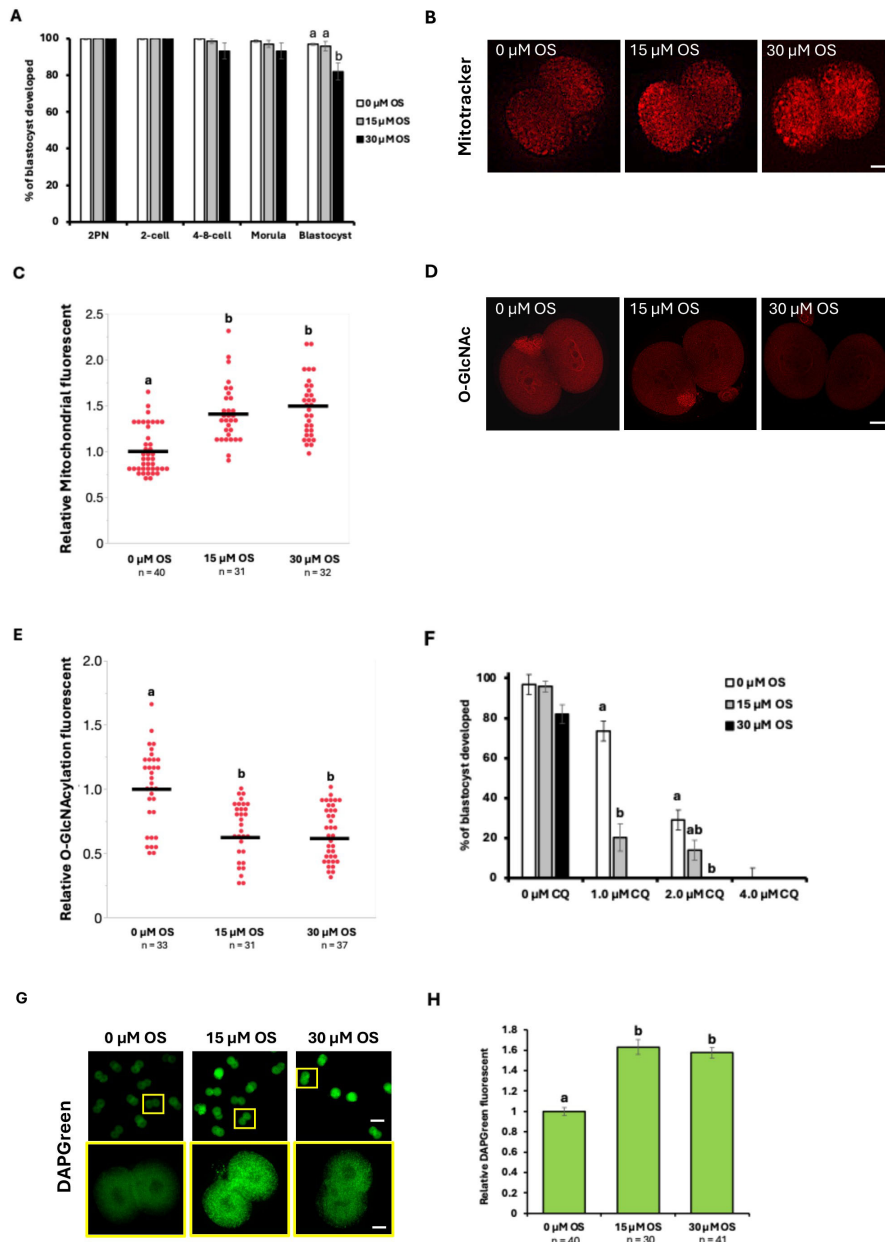 A
a a
b
100
80
60
40
20
0
% of blastocyst developed
0 µM OS
15 µM OS
30 µM OS
2PN 2-cell 4-8-cell Morula Blastocyst
B
Mitotracker
0 µM OS 15 µM OS 30 µM OS
C
Relative Mitochondrial fluorescent
2.5
2.0
1.5
1.0
0.5
0
a b b
0 µM OS 15 µM OS 30 µM OS
n = 40 n = 31 n = 32
D
O-GlcNAc
0 µM OS 15 µM OS 30 µM OS
E
Relative O-GlcNAcylation fluorescent
2.0
1.5
1.0
0.5
0
a b b
0 µM OS 15 µM OS 30 µM OS
n = 33 n = 31 n = 37
F
% of blastocyst developed
100
80
60
40
20
0
0 µM OS
15 µM OS
30 µM OS
a b a ab b
0 µM CQ 1.0 µM CQ 2.0 µM CQ 4.0 µM CQ
G
DAPGreen
0 µM OS 15 µM OS 30 µM OS
H
Relative DAPGreen fluorescent
1.8
1.6
1.4
1.2
1
0.8
0.6
0.4
0.2
0
a b b
0 µM OS 15 µM OS 30 µM OS
n = 40 n = 30 n = 41